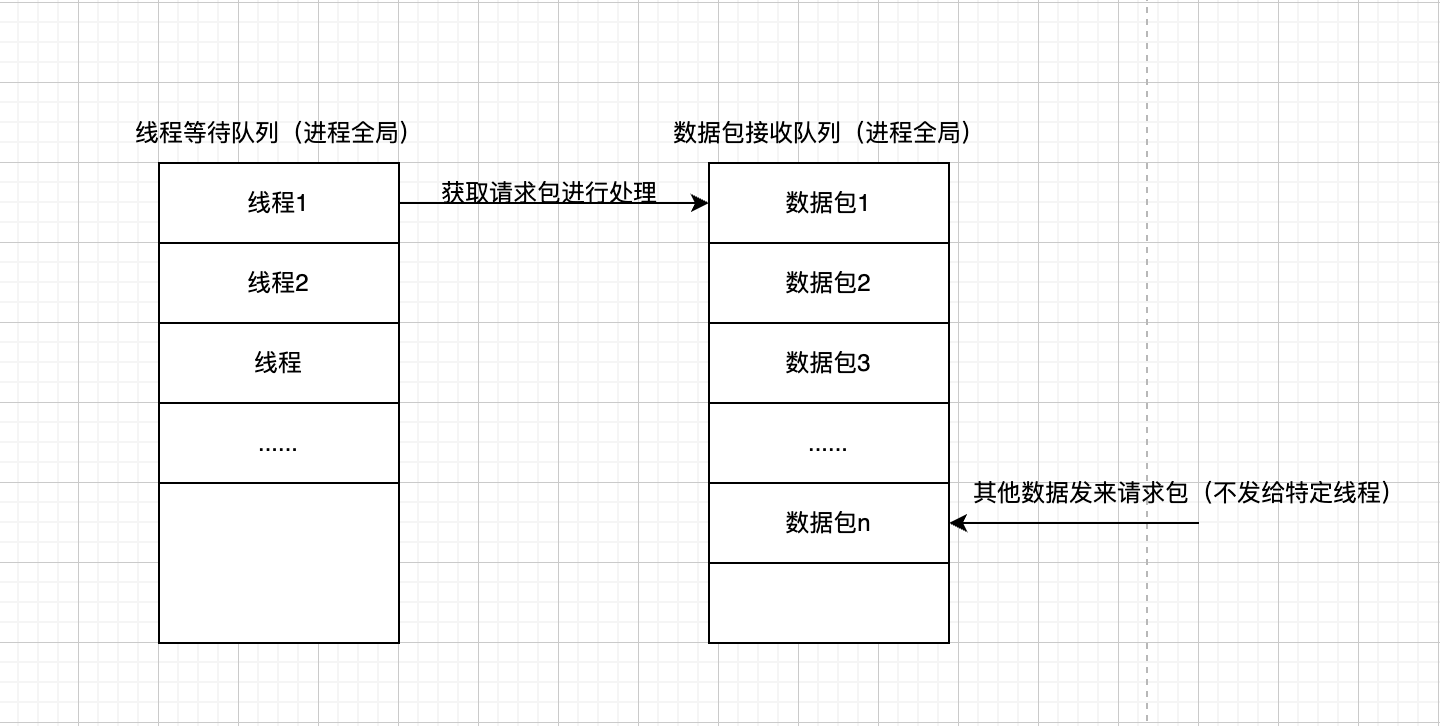 线程等待队列（进程全局）
数据包接收队列（进程全局）
线程1
获取请求包进行处理
数据包1
线程2
数据包2
线程
数据包3
......
......
其他数据发来请求包（不发给特定线程）
数据包n